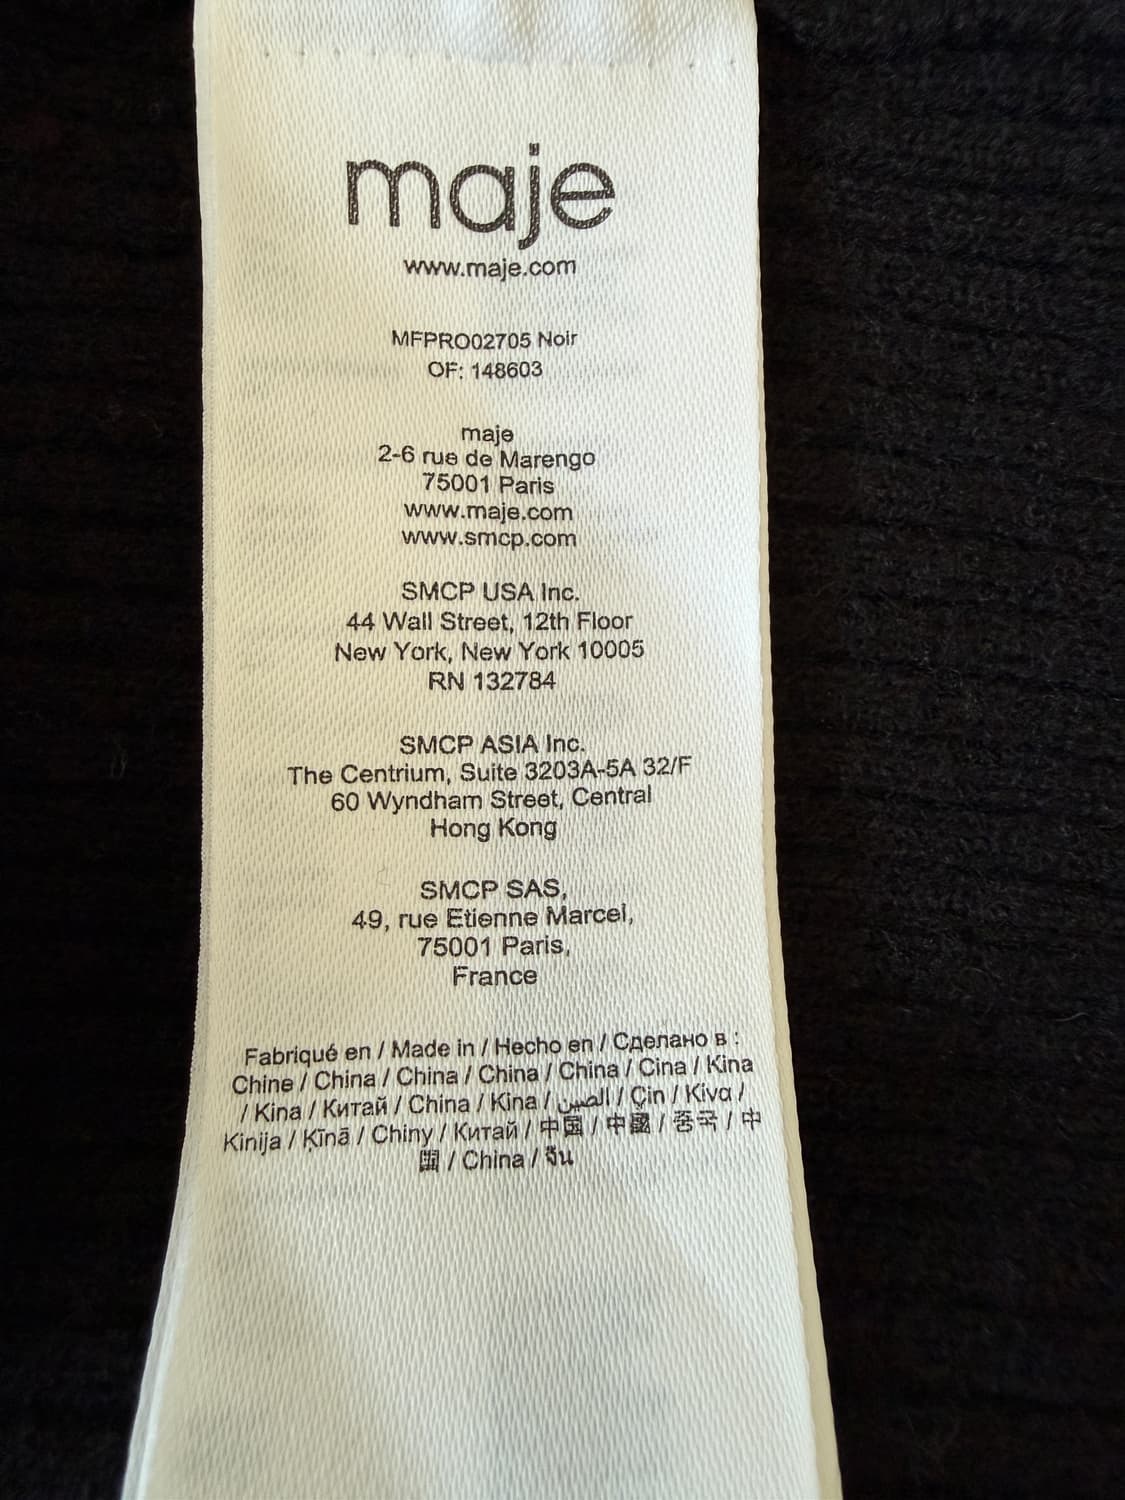 maje
www.maje.com
MFPRO02705 Noir
OF: 148603
maje
2-6 rue de Marengo
75001 Paris
www.maje.com
www.smcp.com
SMCP USA Inc.
44 Wall Street, 12th Floor
New York, New York 10005
RN 132784
SMCP ASIA Inc.
The Centrium, Suite 3203A-5A 32/F
60 Wyndham Street, Central
Hong Kong
SMCP SAS,
49, rue Etienne Marcel,
75001 Paris,
France
Fabriqué en / Made in / Hecho en / Сделано в :
Chine / China / China / China / China / Cina / Kina
/ Kina / Китай / China / Kina / الصين / Çin / Κίνα /
Kinija / Ķīnā / Chiny / Китай / 中国 / 中國 / 중국 / 中
国 / China / จีน